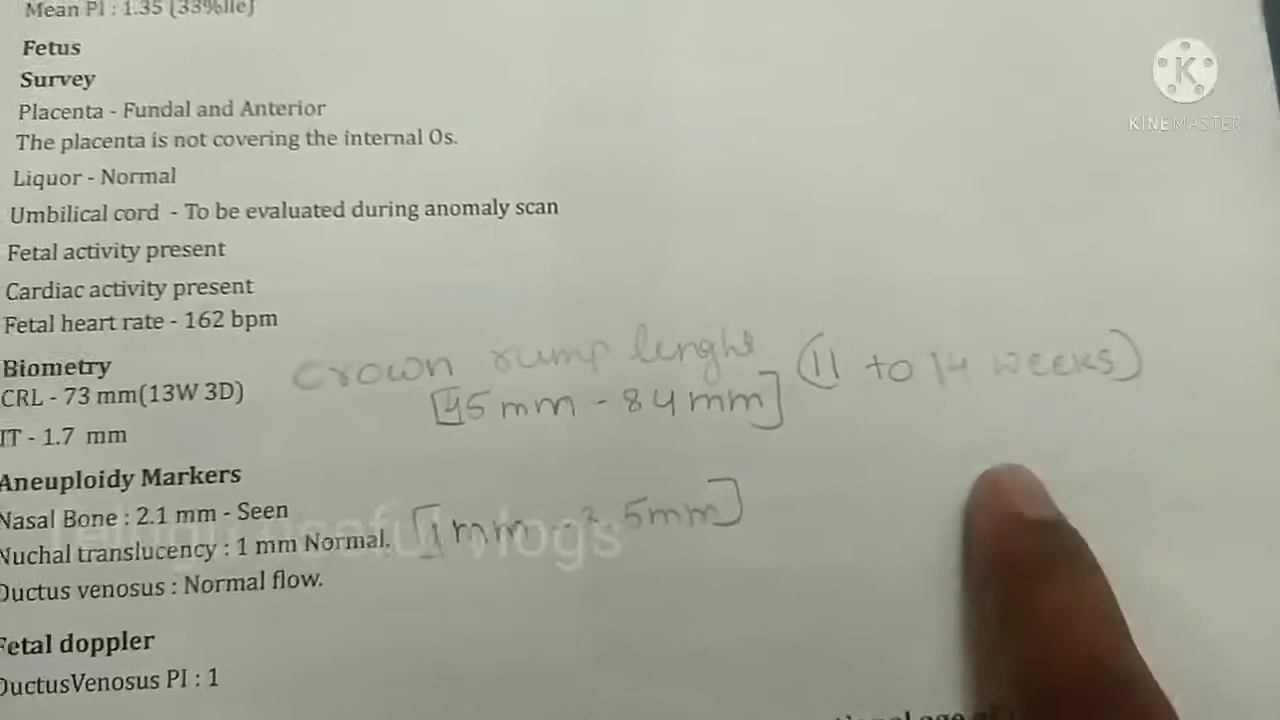 Mean PI : 1.35 (33%ile)
KINEMASTER
Fetus
Survey
Placenta - Fundal and Anterior
The placenta is not covering the internal Os.
Liquor - Normal
Umbilical cord - To be evaluated during anomaly scan
Fetal activity present
Cardiac activity present
Fetal heart rate - 162 bpm
Biometry
crown rump lenght (11 to 14 weeks)
CRL - 73 mm(13W 3D) [45 mm - 84 mm]
IT - 1.7 mm
Aneuploidy Markers
Nasal Bone : 2.1 mm - Seen
Nuchal translucency : 1 mm Normal. [1 mm - 5mm]
vlogs
Ductus venosus : Normal flow.
Fetal doppler
DuctusVenosus PI : 1